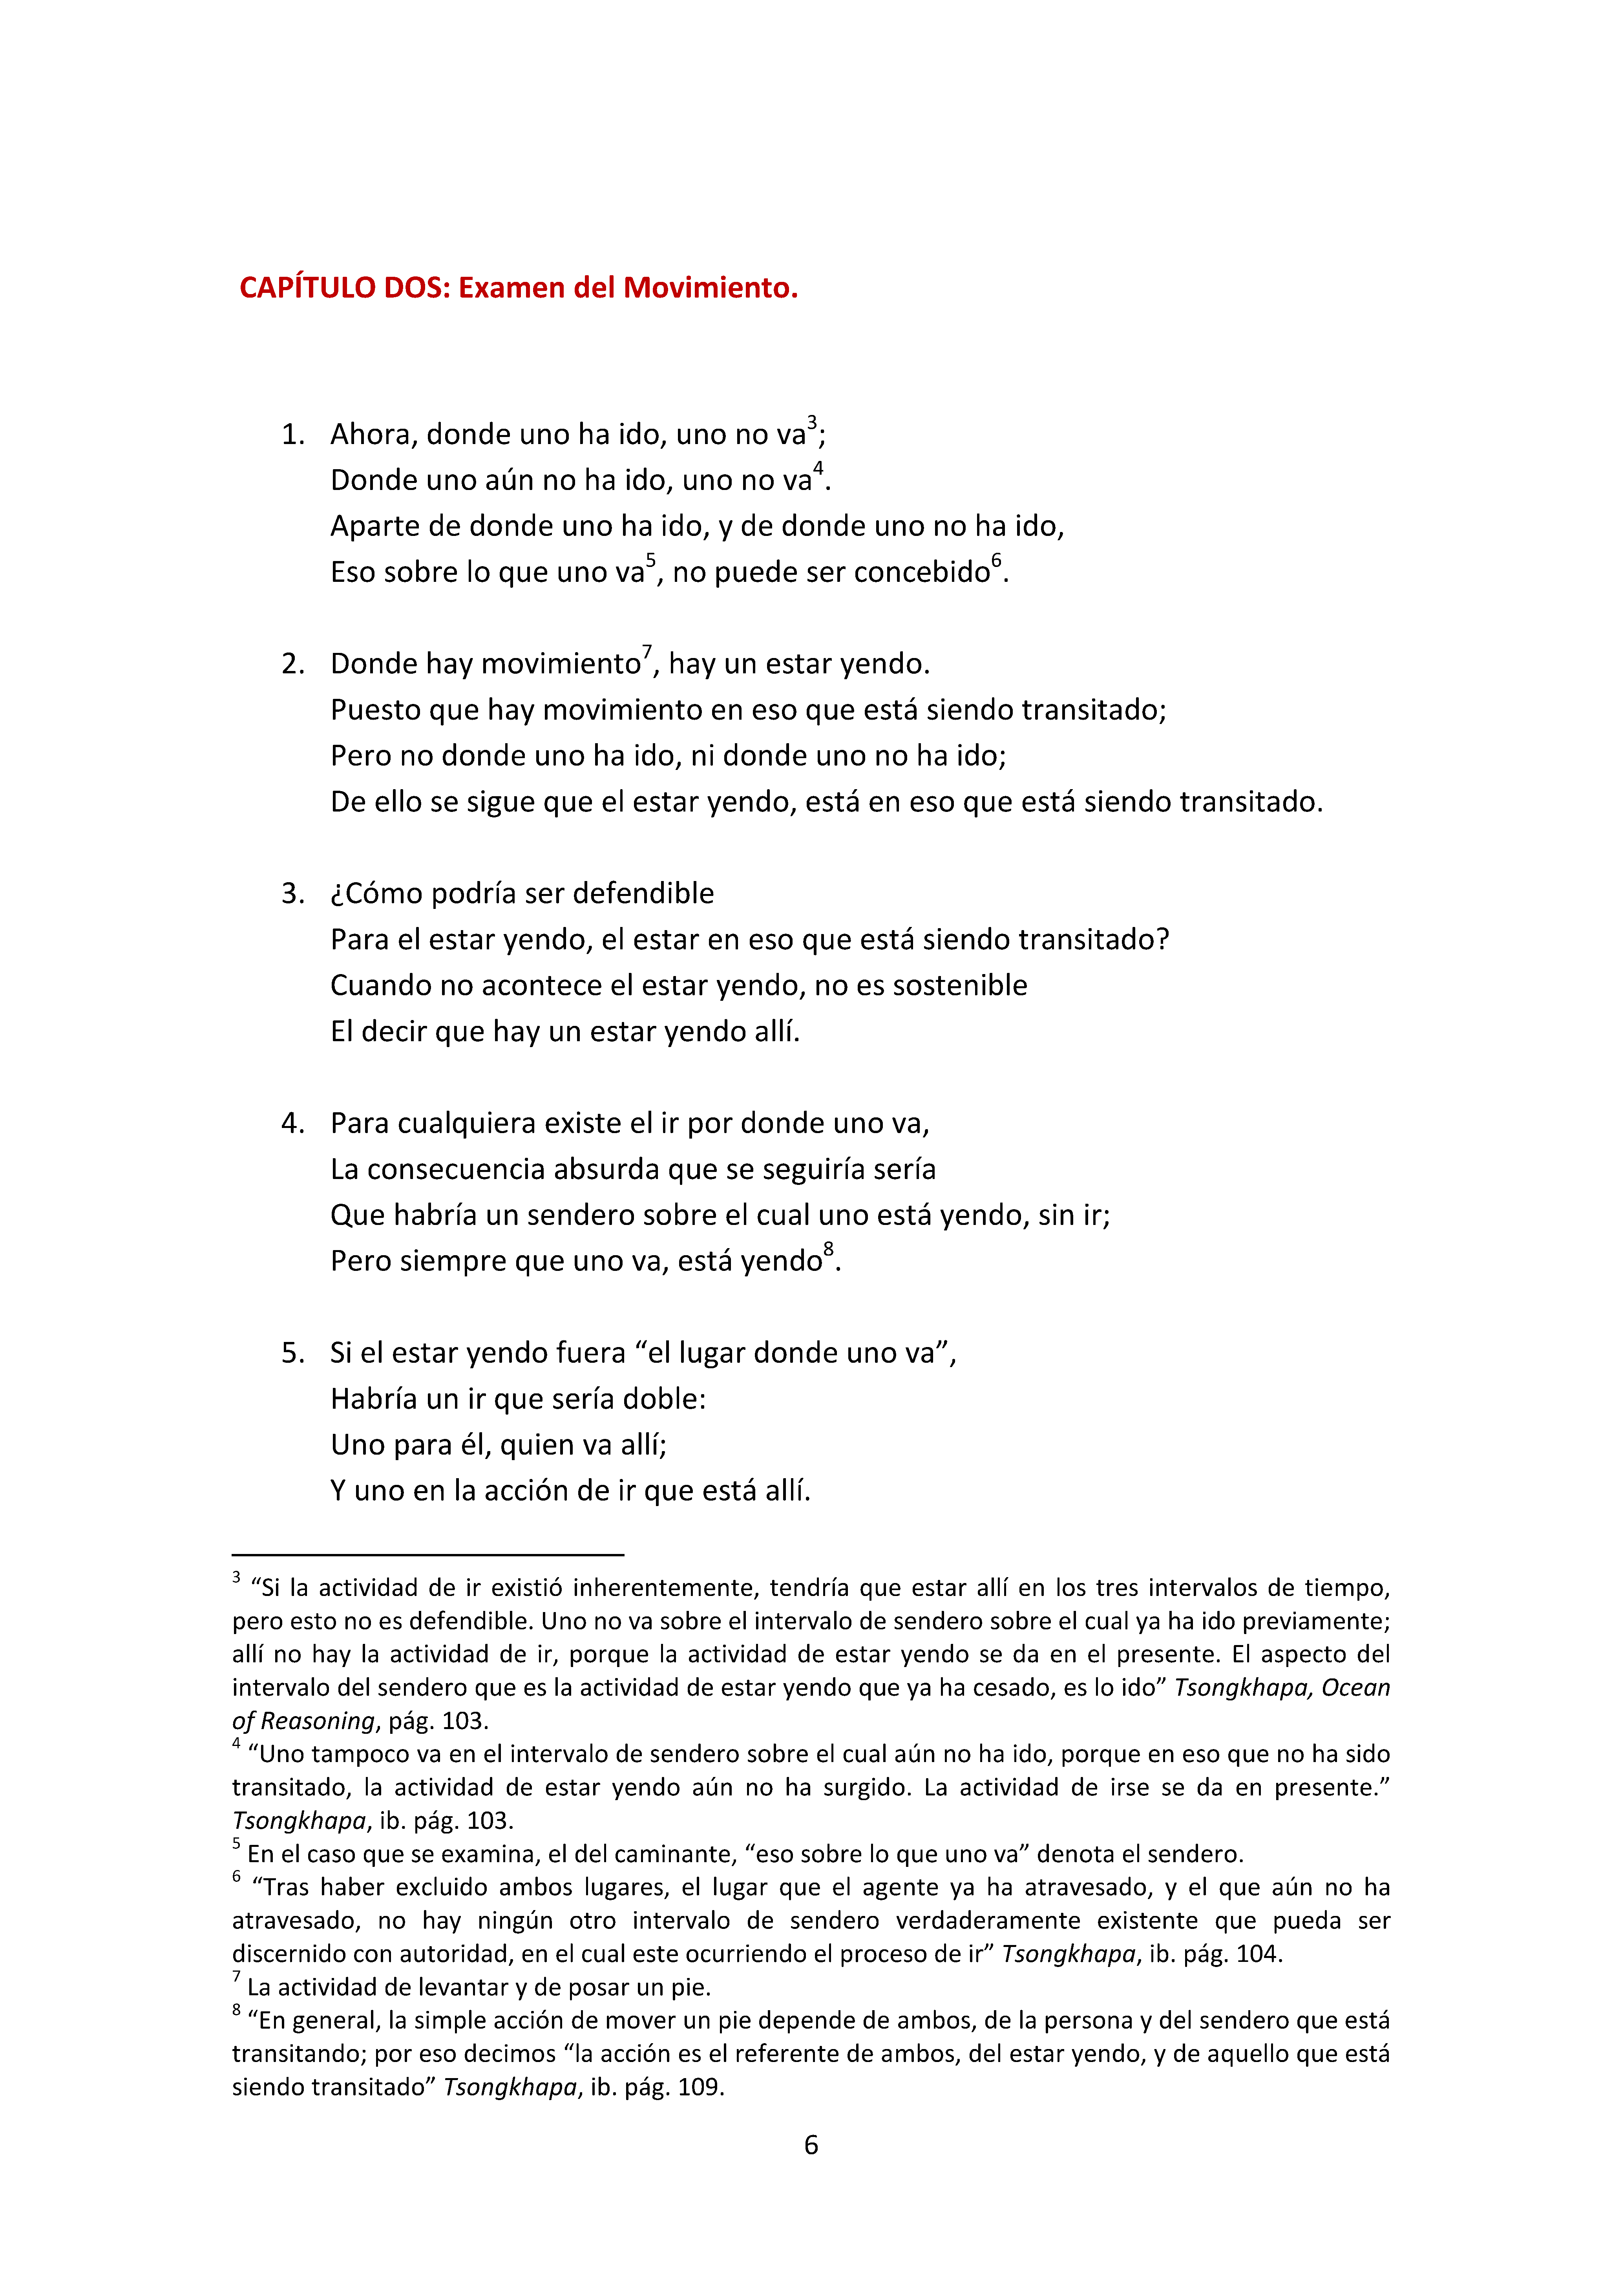 CAPÍTULO DOS: Examen del Movimiento.
1. Ahora, donde uno ha ido, uno no va³;
Donde uno aún no ha ido, uno no va⁴.
Aparte de donde uno ha ido, y de donde uno no ha ido,
Eso sobre lo que uno va⁵, no puede ser concebido⁶.
2. Donde hay movimiento⁷, hay un estar yendo.
Puesto que hay movimiento en eso que está siendo transitado;
Pero no donde uno ha ido, ni donde uno no ha ido;
De ello se sigue que el estar yendo, está en eso que está siendo transitado.
3. ¿Cómo podría ser defendible
Para el estar yendo, el estar en eso que está siendo transitado?
Cuando no acontece el estar yendo, no es sostenible
El decir que hay un estar yendo allí.
4. Para cualquiera existe el ir por donde uno va,
La consecuencia absurda que se seguiría sería
Que habría un sendero sobre el cual uno está yendo, sin ir;
Pero siempre que uno va, está yendo⁸.
5. Si el estar yendo fuera “el lugar donde uno va”,
Habría un ir que sería doble:
Uno para él, quien va allí;
Y uno en la acción de ir que está allí.
³ “Si la actividad de ir existió inherentemente, tendría que estar allí en los tres intervalos de tiempo,
pero esto no es defendible. Uno no va sobre el intervalo de sendero sobre el cual ya ha ido previamente;
allí no hay la actividad de ir, porque la actividad de estar yendo se da en el presente. El aspecto del
intervalo del sendero que es la actividad de estar yendo que ya ha cesado, es lo ido” Tsongkhapa, Ocean
of Reasoning, pág. 103.
⁴ “Uno tampoco va en el intervalo de sendero sobre el cual aún no ha ido, porque en eso que no ha sido
transitado, la actividad de estar yendo aún no ha surgido. La actividad de irse se da en presente.”
Tsongkhapa, ib. pág. 103.
⁵ En el caso que se examina, el del caminante, “eso sobre lo que uno va” denota el sendero.
⁶ “Tras haber excluido ambos lugares, el lugar que el agente ya ha atravesado, y el que aún no ha
atravesado, no hay ningún otro intervalo de sendero verdaderamente existente que pueda ser
discernido con autoridad, en el cual este ocurriendo el proceso de ir” Tsongkhapa, ib. pág. 104.
⁷ La actividad de levantar y de posar un pie.
⁸ “En general, la simple acción de mover un pie depende de ambos, de la persona y del sendero que está
transitando; por eso decimos “la acción es el referente de ambos, del estar yendo, y de aquello que está
siendo transitado” Tsongkhapa, ib. pág. 109.
6